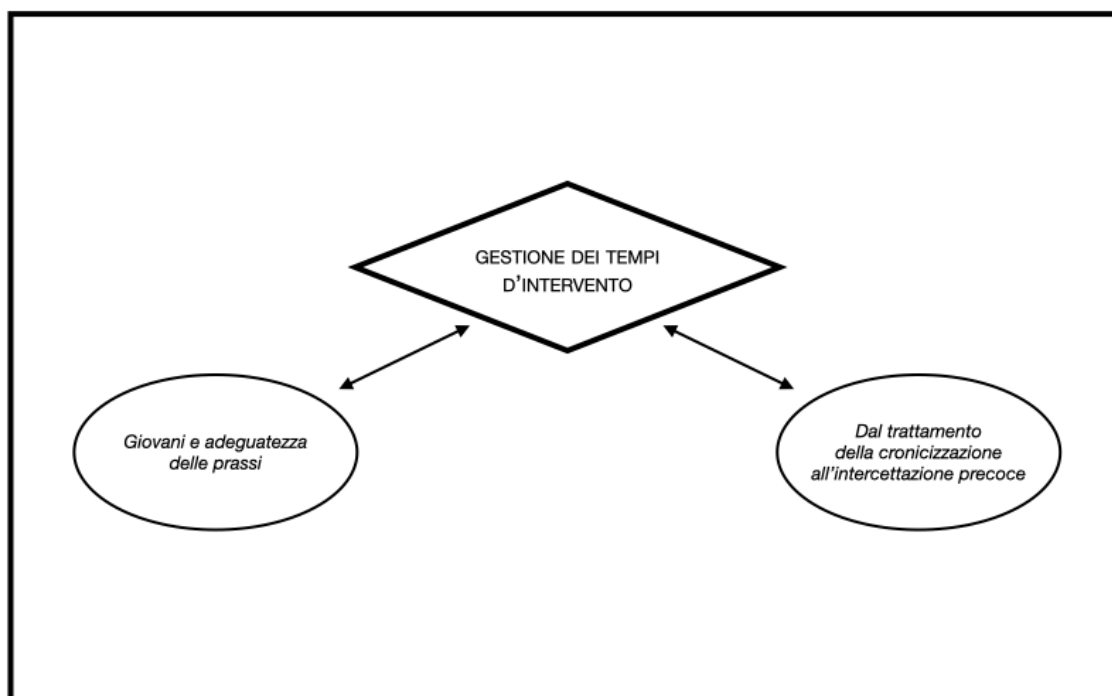 GESTIONE DEI TEMPI
D'INTERVENTO
Giovani e adeguatezza
delle prassi
Dal trattamento
della cronicizzazione
all'intercettazione precoce